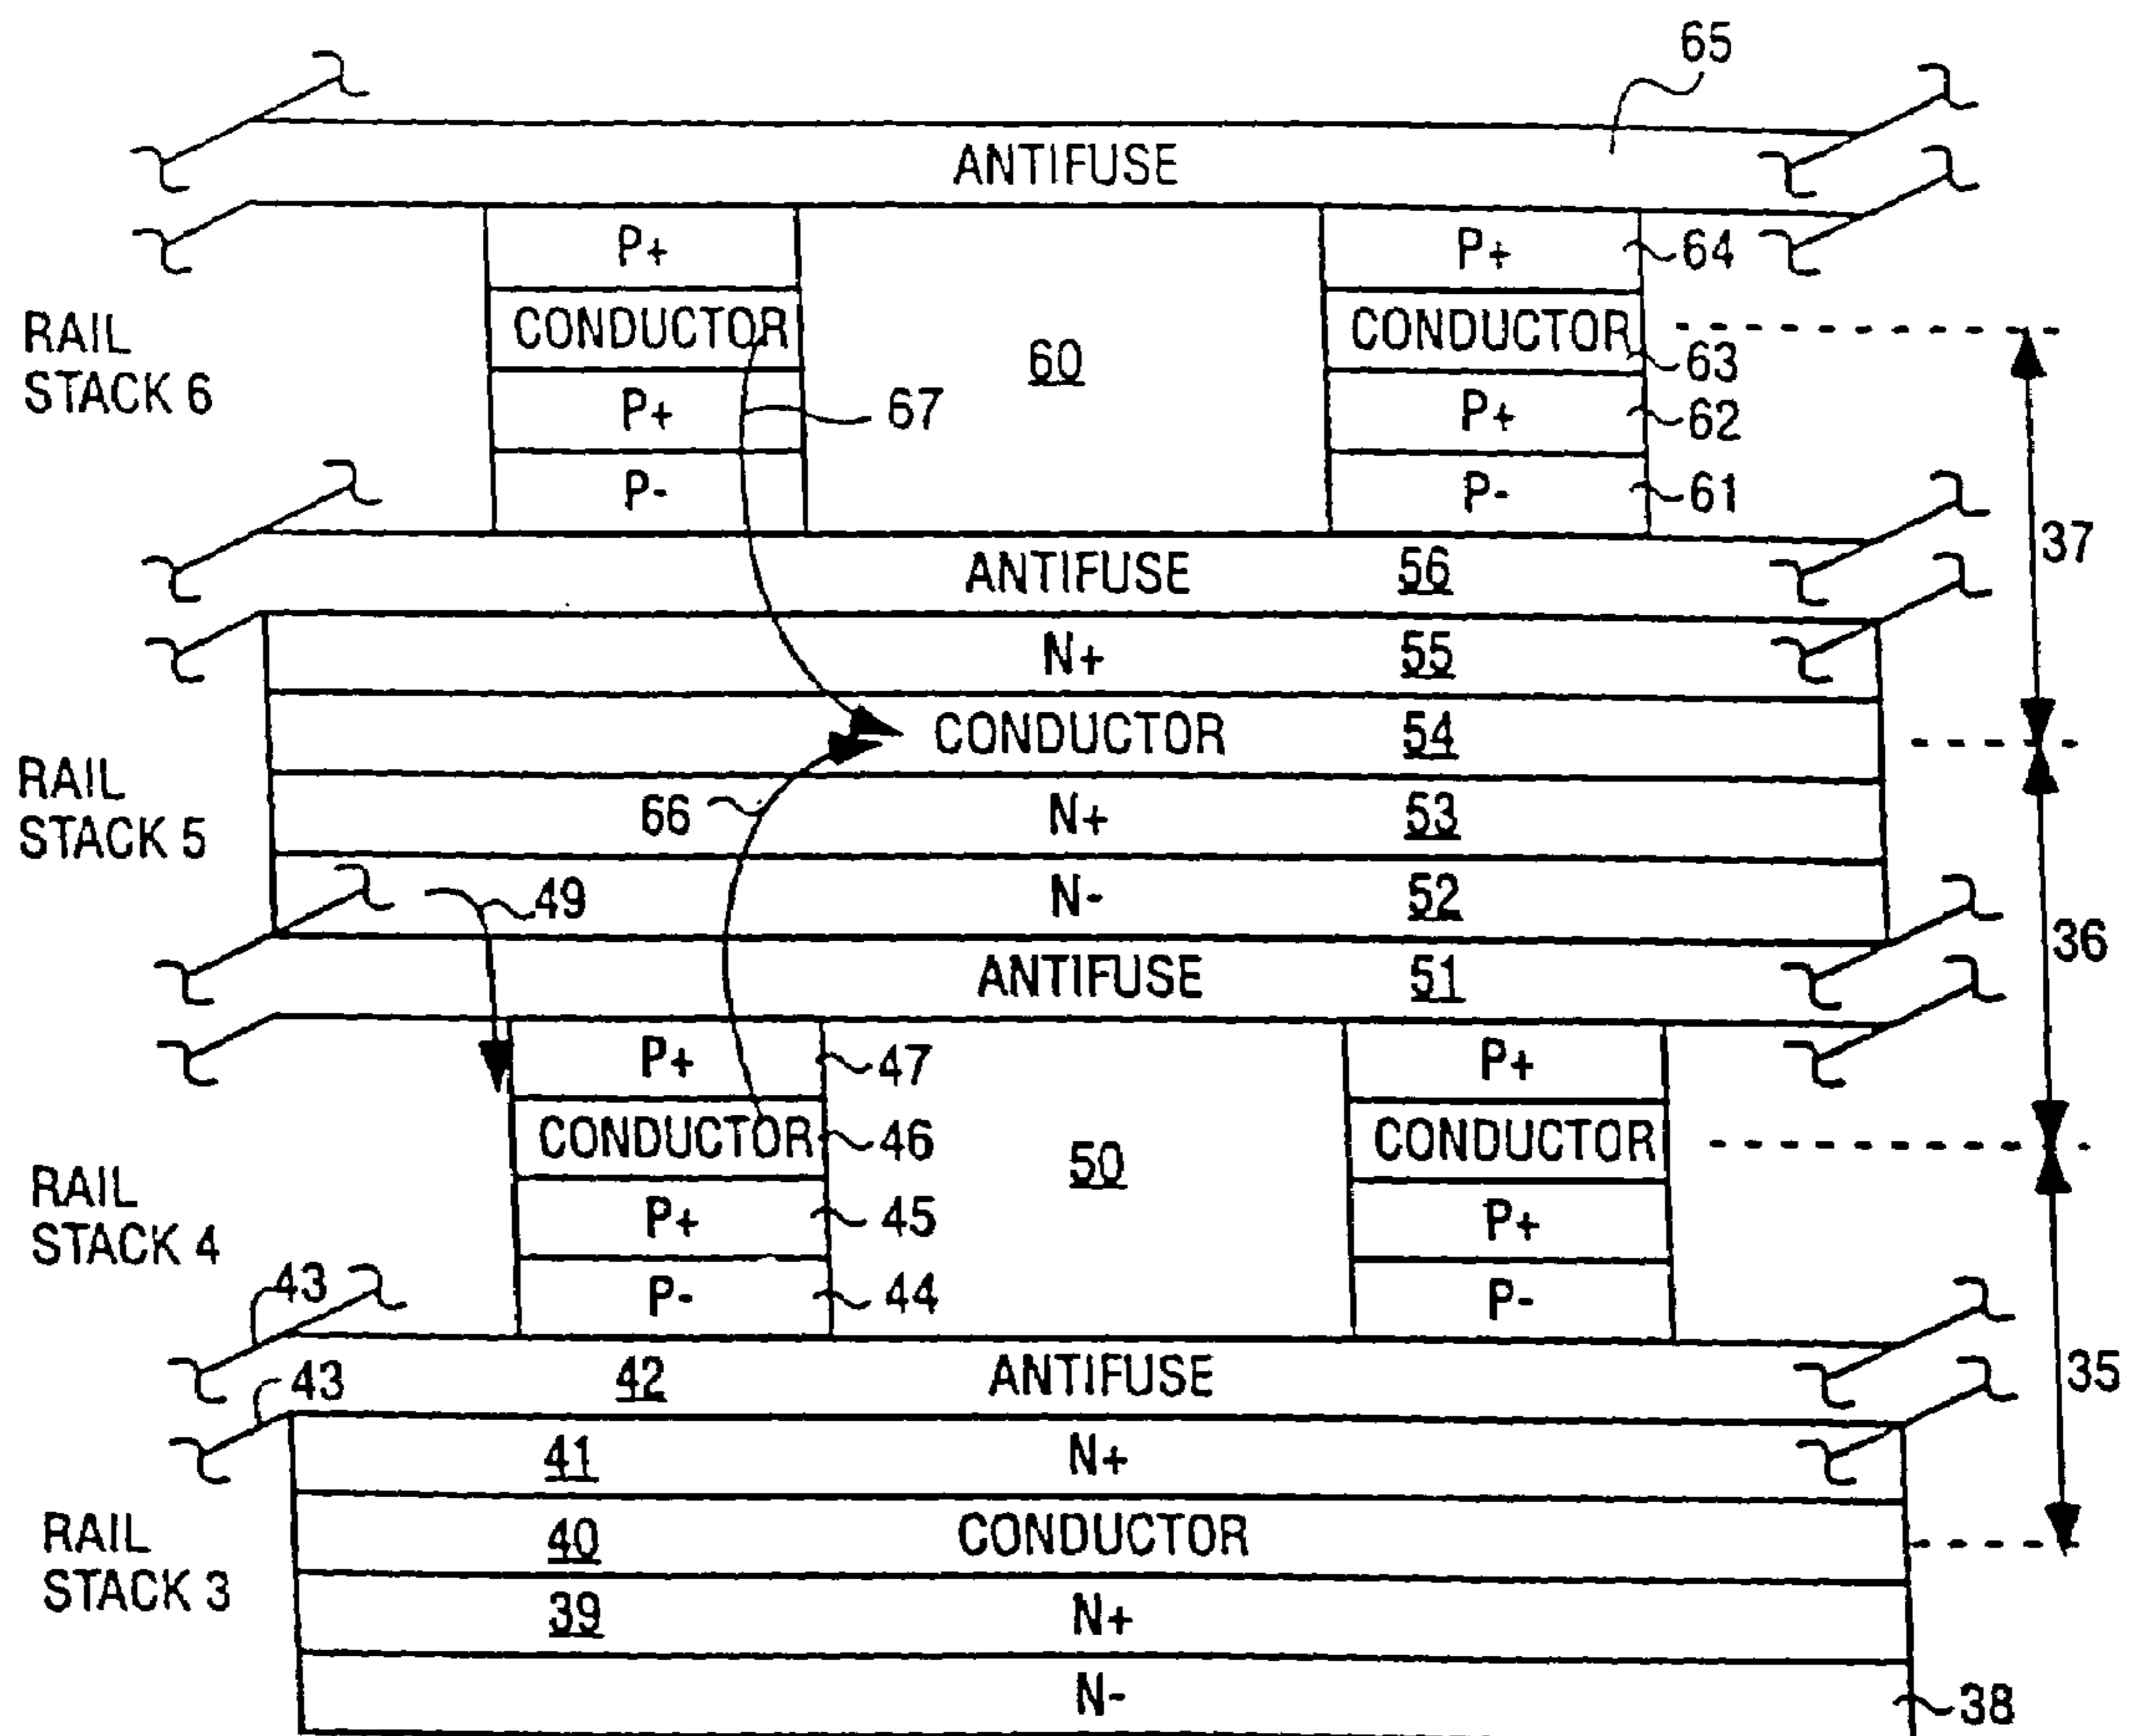 65
ANTIFUSE
P+ P+ 64
CONDUCTOR CONDUCTOR 63
RAIL
STACK 6
60
P+ 67 P+ 62
P- P- 61
37
ANTIFUSE 56
N+ 55
CONDUCTOR 54
RAIL
STACK 5
66 N+ 53
49 N- 52
36
ANTIFUSE 51
P+ 47 P+
CONDUCTOR 46 CONDUCTOR
50
RAIL
STACK 4
P+ 45 P+
P- 44 P-
43
43 42 ANTIFUSE 35
41 N+
RAIL
STACK 3
40 CONDUCTOR
39 N+
N- 38